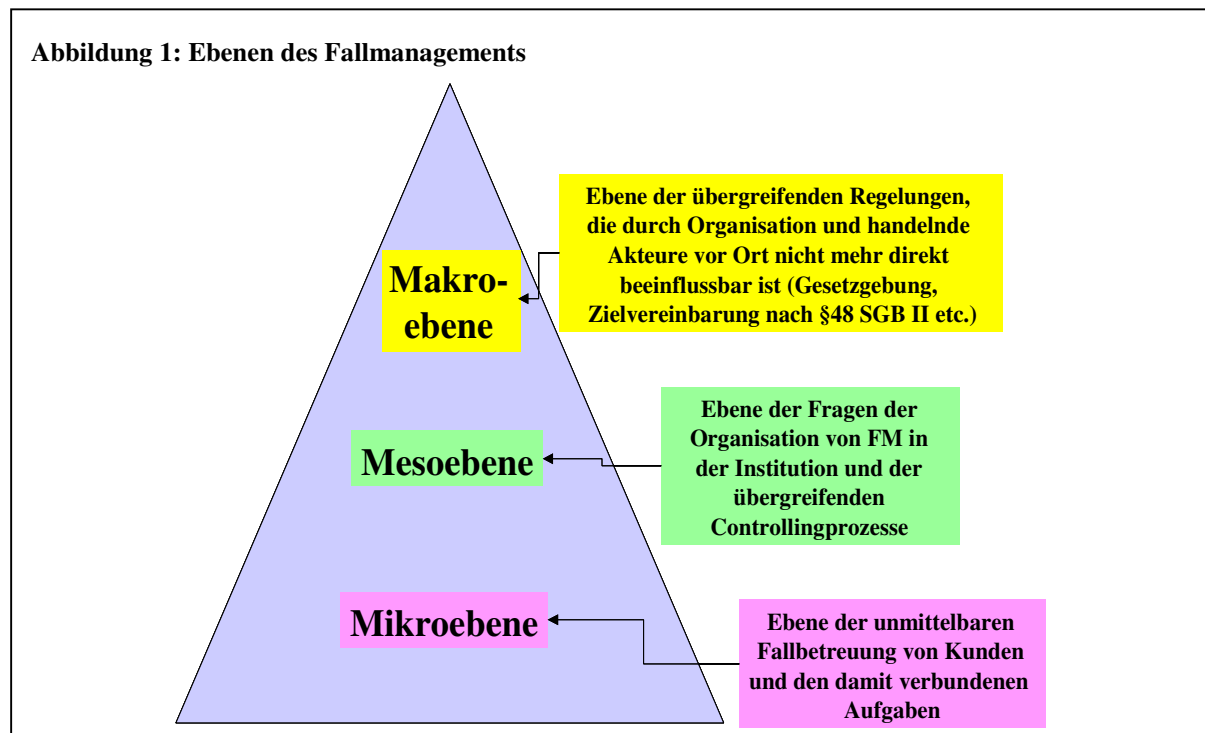 Abbildung 1: Ebenen des Fallmanagements
Makro-
ebene
Ebene der übergreifenden Regelungen,
die durch Organisation und handelnde
Akteure vor Ort nicht mehr direkt
beeinflussbar ist (Gesetzgebung,
Zielvereinbarung nach §48 SGB II etc.)
Mesoebene
Ebene der Fragen der
Organisation von FM in
der Institution und der
übergreifenden
Controllingprozesse
Mikroebene
Ebene der unmittelbaren
Fallbetreuung von Kunden
und den damit verbundenen
Aufgaben